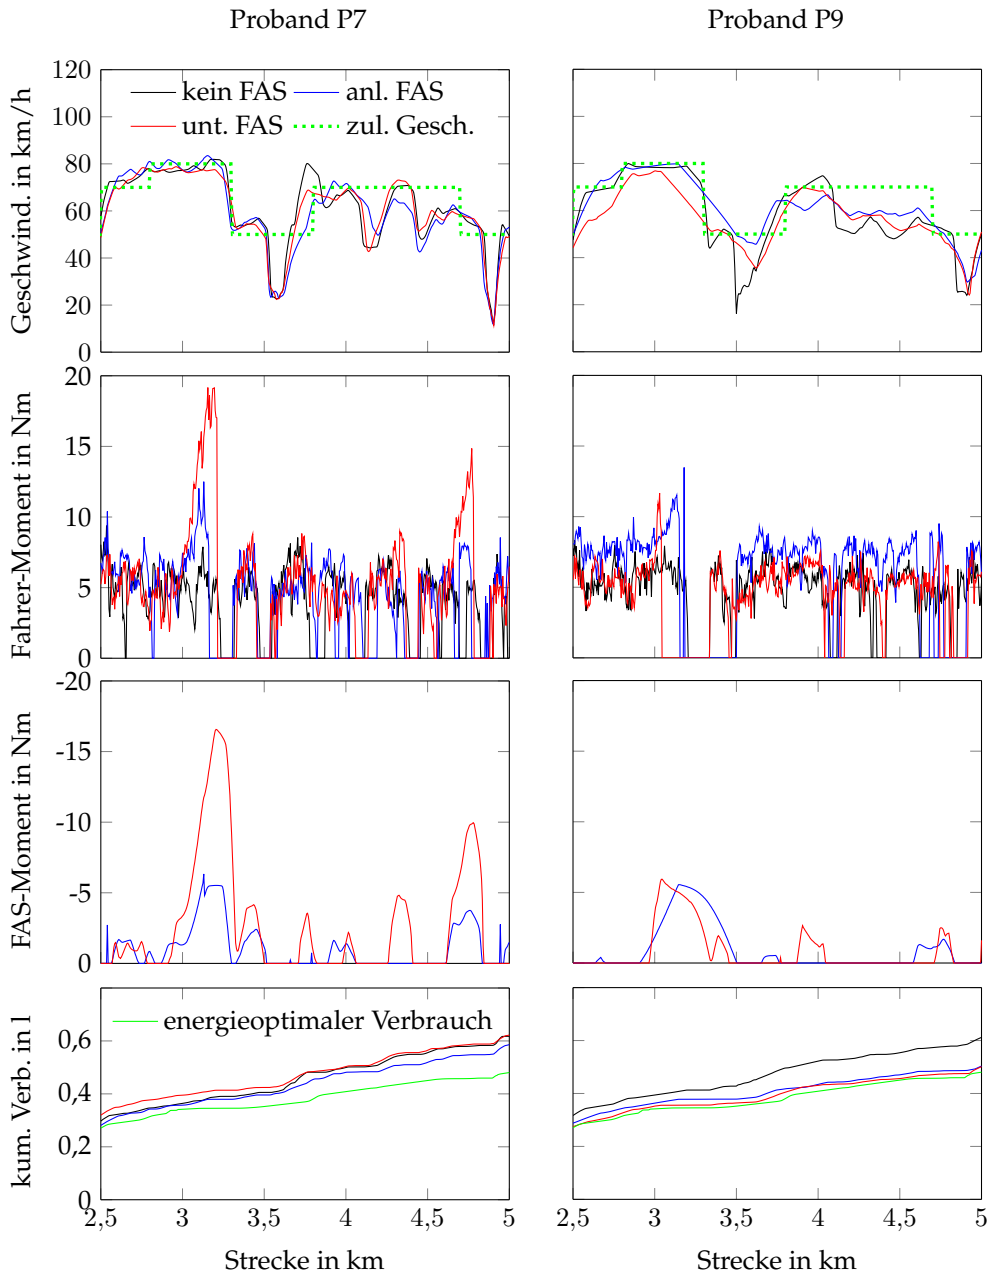 Proband P7
Proband P9
Geschwind. in km/h
120
100
80
60
40
20
0
kein FAS
anl. FAS
unt. FAS
zul. Gesch.
Fahrer-Moment in Nm
20
15
10
5
0
FAS-Moment in Nm
-20
-15
-10
-5
0
kum. Verb. in l
0,6
0,4
0,2
0
energieoptimaler Verbrauch
2,5 3 3,5 4 4,5 5
2,5 3 3,5 4 4,5 5
Strecke in km
Strecke in km